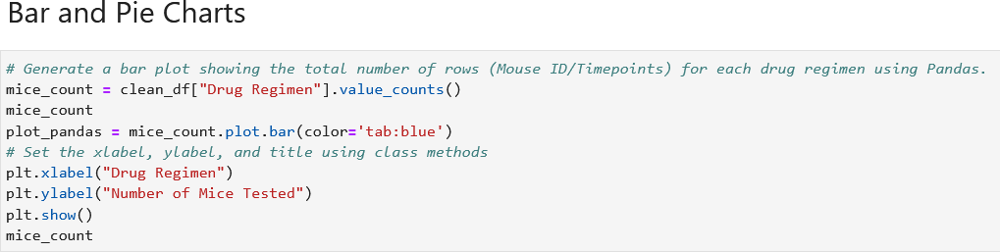 Bar and Pie Charts
# Generate a bar plot showing the total number of rows (Mouse ID/Timepoints) for each drug regimen using Pandas.
mice_count = clean_df["Drug Regimen"].value_counts()
mice_count
plot_pandas = mice_count.plot.bar(color='tab:blue')
# Set the xlabel, ylabel, and title using class methods
plt.xlabel("Drug Regimen")
plt.ylabel("Number of Mice Tested")
plt.show()
mice_count